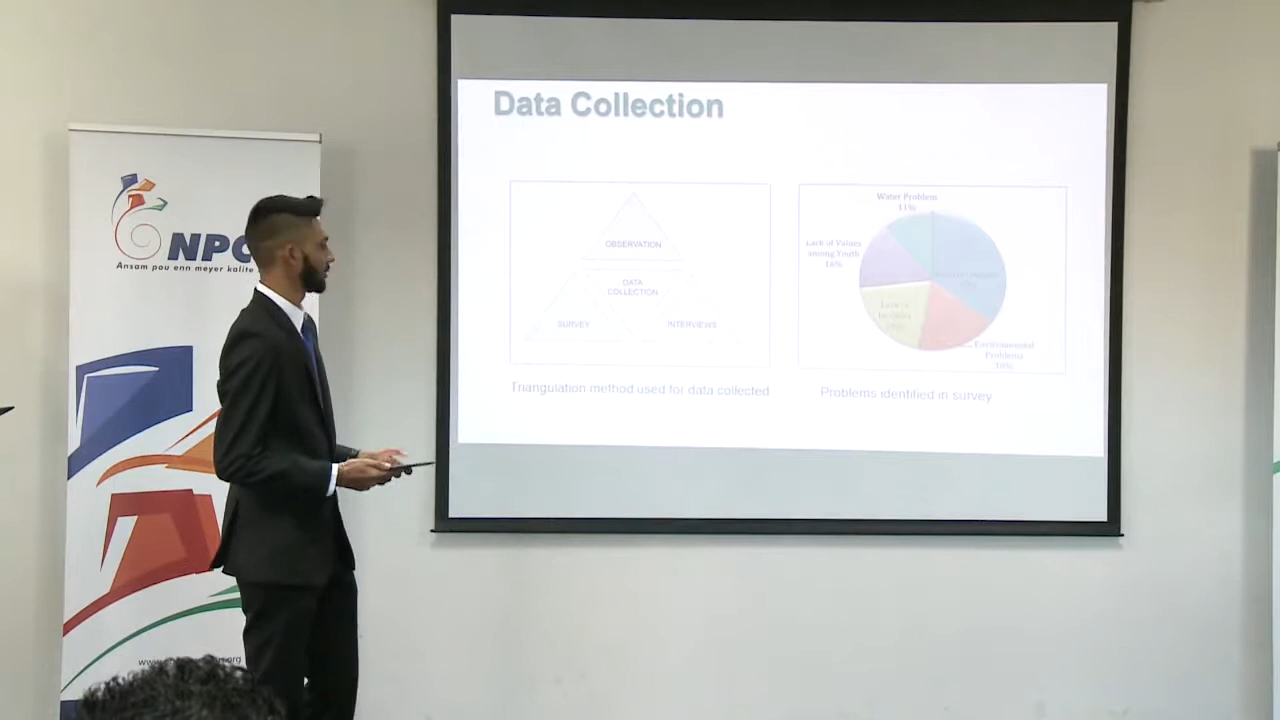 NPC
Ansam pou enn meyer kalite
Data Collection
OBSERVATION
DATA
COLLECTION
SURVEY
INTERVIEWS
Triangulation method used for data collected
Water Problem
11%
Lack of Values
among Youth
16%
Environmental
Problems
Problems identified in survey